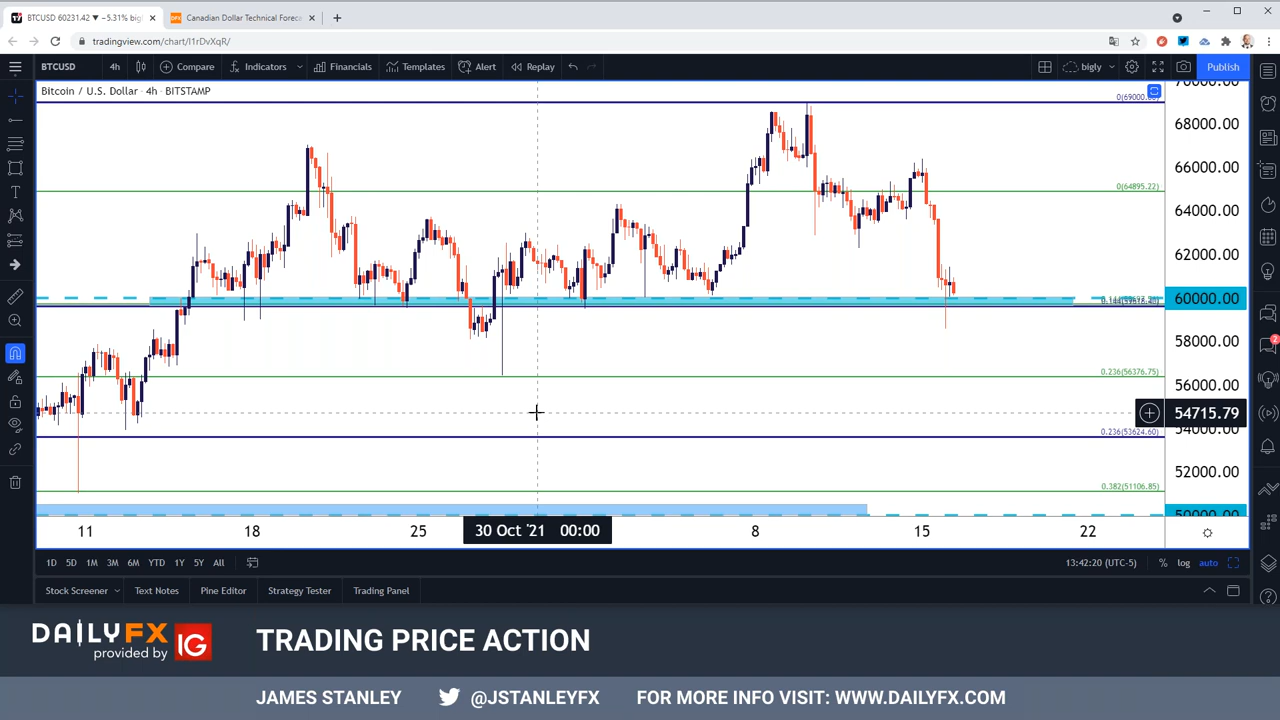 BTCUSD 60231.42 ▼ −5.31% bigl
Canadian Dollar Technical Forec
tradingview.com/chart/I1rDvXqR/
BTCUSD 4h Compare Indicators Financials Templates Alert Replay bigly Publish
Bitcoin / U.S. Dollar · 4h · BITSTAMP
0(69000.00)
68000.00
66000.00
0(64895.22)
64000.00
62000.00
60000.00
58000.00
0.236(56376.75)
56000.00
54715.79
54000.00
0.236(53624.60)
52000.00
0.382(51106.85)
50000.00
11 18 25 30 Oct '21 00:00 8 15 22
1D 5D 1M 3M 6M YTD 1Y 5Y All 13:42:20 (UTC-5) % log auto
Stock Screener Text Notes Pine Editor Strategy Tester Trading Panel
2
DAILYFX
provided by IG
TRADING PRICE ACTION
JAMES STANLEY @JSTANLEYFX FOR MORE INFO VISIT: WWW.DAILYFX.COM